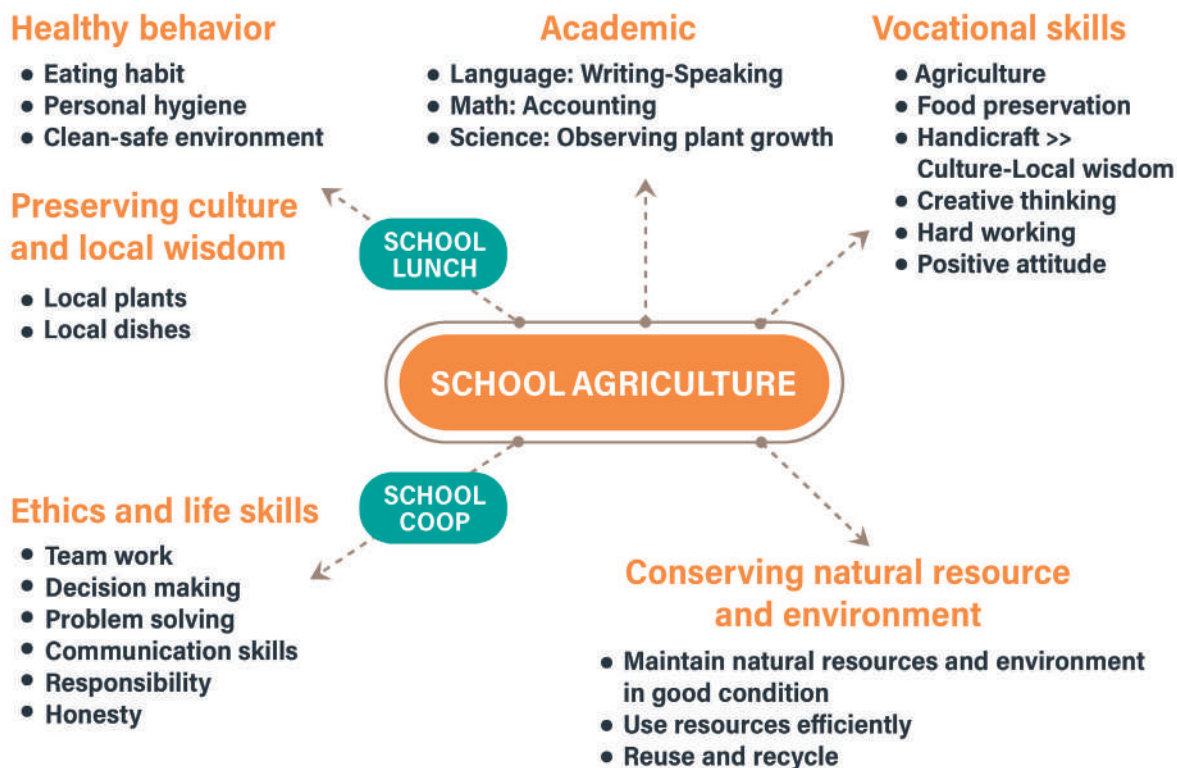 Healthy behavior
• Eating habit
• Personal hygiene
• Clean-safe environment
Academic
• Language: Writing-Speaking
• Math: Accounting
• Science: Observing plant growth
Vocational skills
• Agriculture
• Food preservation
• Handicraft >>
Culture-Local wisdom
• Creative thinking
• Hard working
• Positive attitude
Preserving culture
and local wisdom
• Local plants
• Local dishes
SCHOOL
LUNCH
SCHOOL AGRICULTURE
SCHOOL
COOP
Ethics and life skills
• Team work
• Decision making
• Problem solving
• Communication skills
• Responsibility
• Honesty
Conserving natural resource
and environment
• Maintain natural resources and environment
in good condition
• Use resources efficiently
• Reuse and recycle